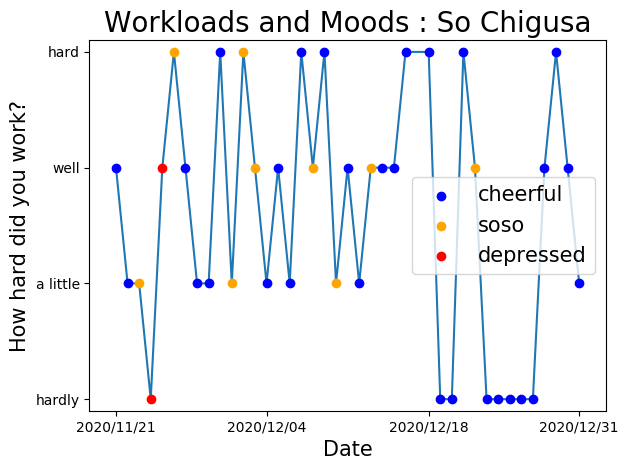 Workloads and Moods : So Chigusa
How hard did you work?
hard
well
a little
hardly
cheerful
soso
depressed
2020/11/21 2020/12/04 2020/12/18 2020/12/31
Date